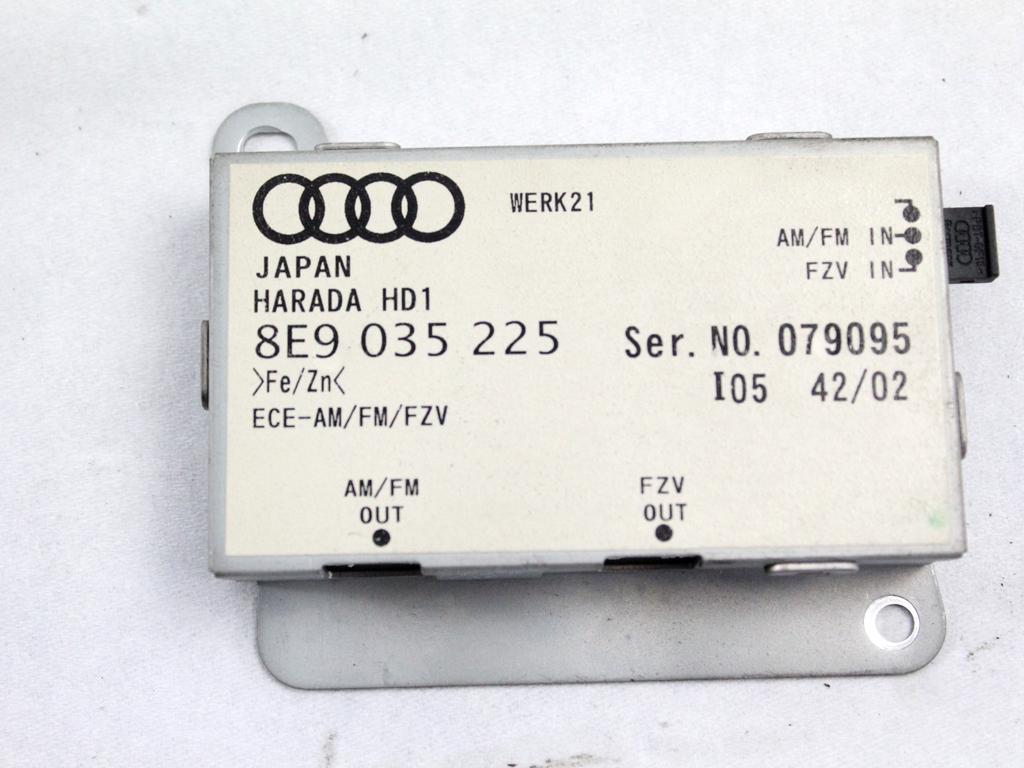 WERK21
AM/FM IN
FZV IN
JAPAN
HARADA HD1
8E9 035 225
Ser. NO. 079095
>Fe/Zn<
I05 42/02
ECE-AM/FM/FZV
AM/FM
OUT
FZV
OUT